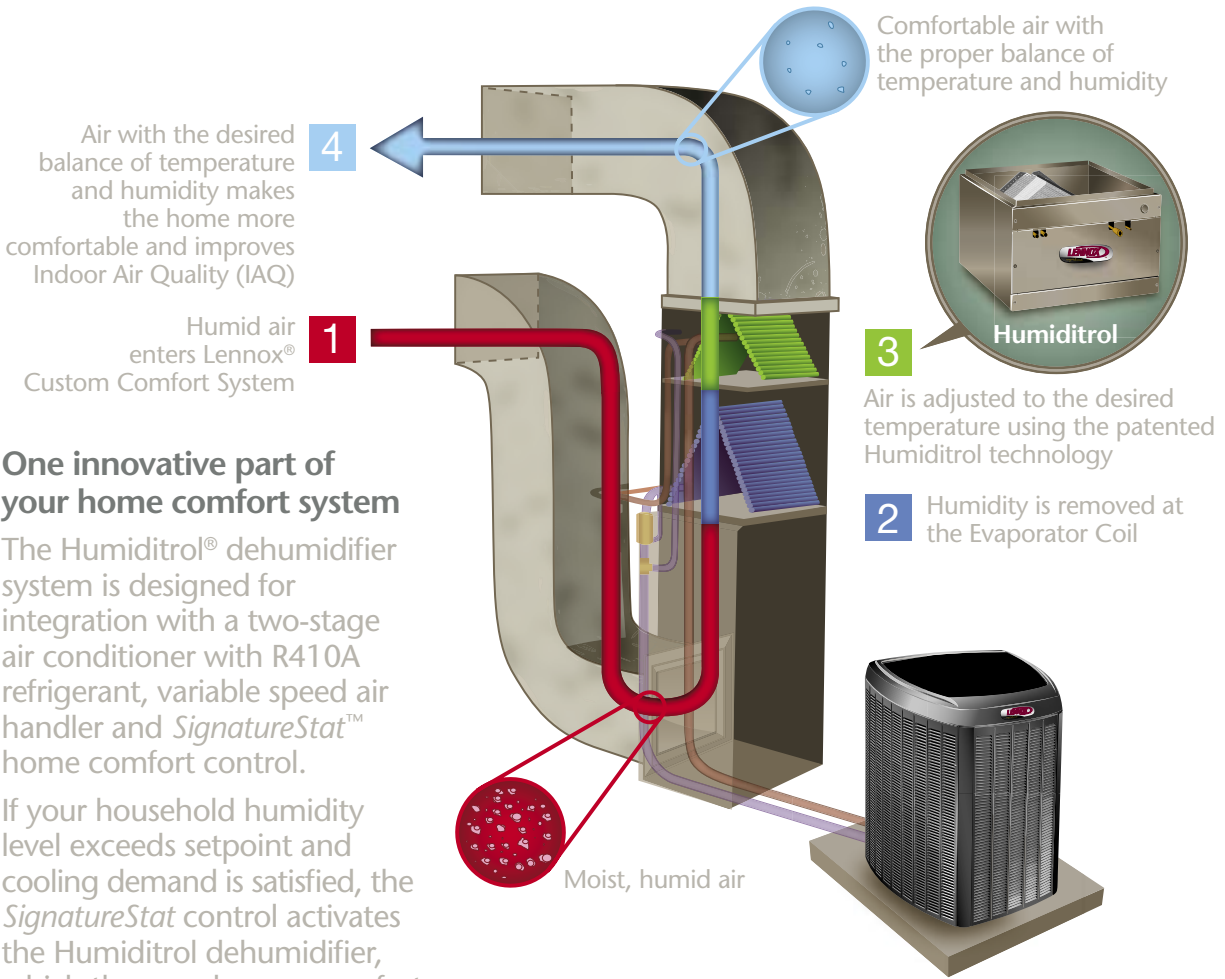 Comfortable air with
the proper balance of
temperature and humidity
Air with the desired
balance of temperature
and humidity makes
the home more
comfortable and improves
Indoor Air Quality (IAQ)
4
Humid air
enters Lennox®
Custom Comfort System
1
LENNOX
Humiditrol
3
Air is adjusted to the desired
temperature using the patented
Humiditrol technology
2
Humidity is removed at
the Evaporator Coil
One innovative part of
your home comfort system
The Humiditrol® dehumidifier
system is designed for
integration with a two-stage
air conditioner with R410A
refrigerant, variable speed air
handler and SignatureStat™
home comfort control.
If your household humidity
level exceeds setpoint and
cooling demand is satisfied, the
SignatureStat control activates
the Humiditrol dehumidifier,
Moist, humid air
LENNOX